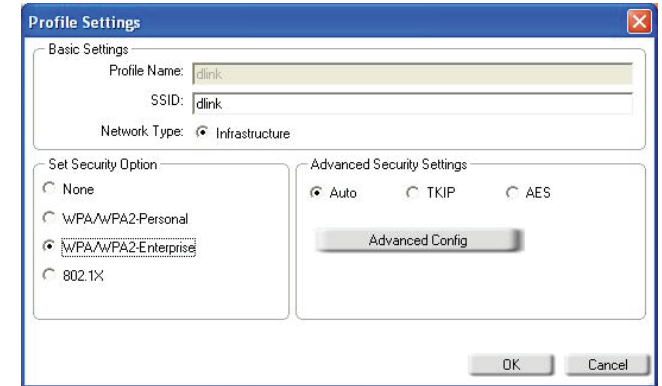 Profile Settings
Basic Settings
Profile Name: dlink
SSID: dlink
Network Type: Infrastructure
Set Security Option
None
WPA/WPA2-Personal
WPA/WPA2-Enterprise
802.1X
Advanced Security Settings
Auto TKIP AES
Advanced Config
OK Cancel